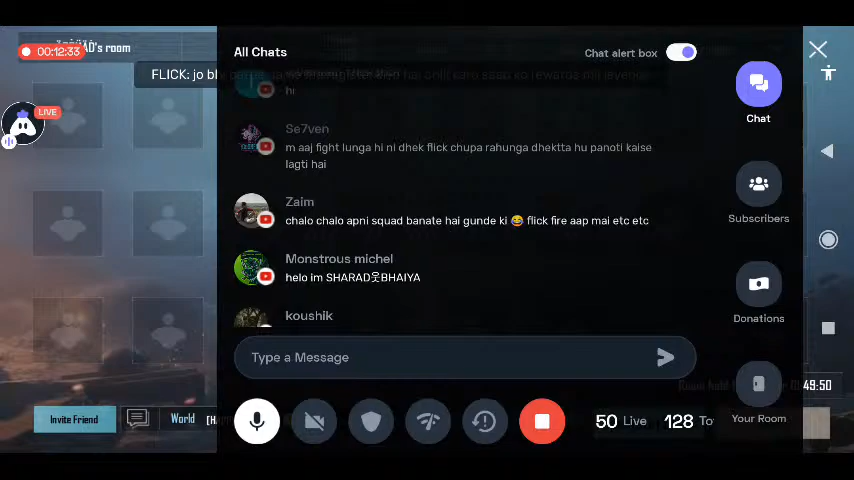 00:12:33
D's room
All Chats
Chat alert box
FLICK: jo bl
hi
LIVE
Chat
Se7ven
m aaj fight lunga hi ni dhek flick chupa rahunga dhektta hu panoti kaise
lagti hai
Zaim
chalo chalo apni squad banate hai gunde ki 😂 flick fire aap mai etc etc
Subscribers
Monstrous michel
helo im SHARAD웃BHAIYA
koushik
Donations
Type a Message
49:50
Invite Friend
World
50 Live
128 To
Your Room